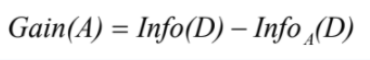 Gain(A) = Info(D) – Info_A(D)